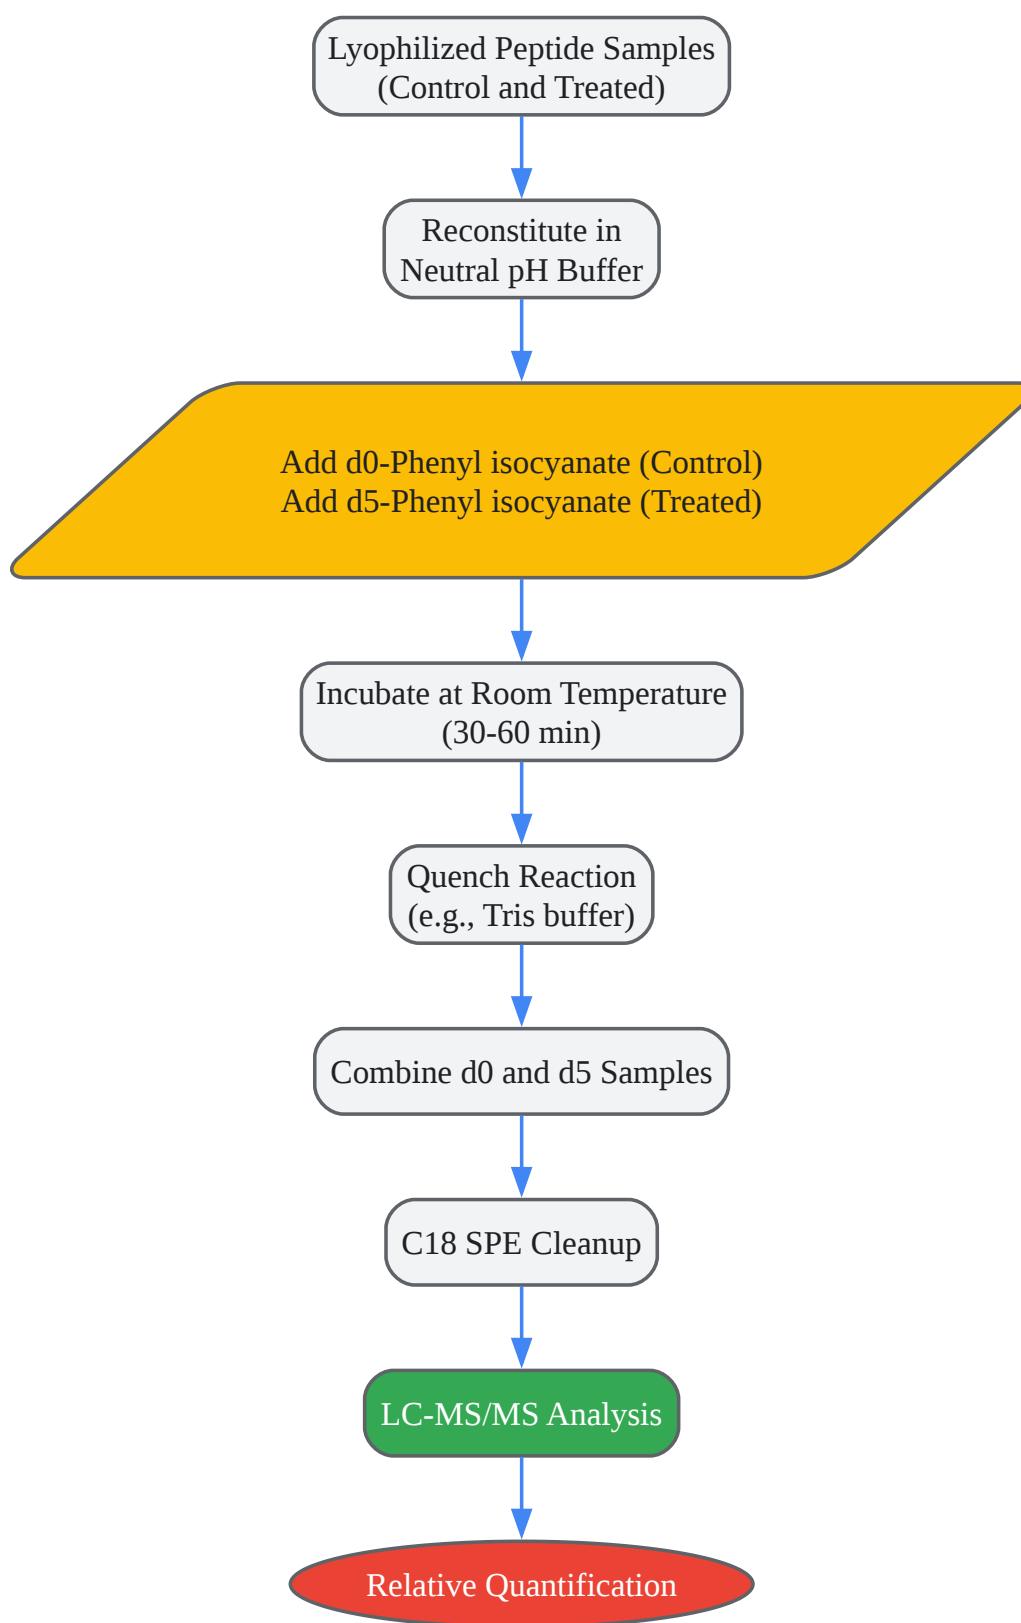 Lyophilized Peptide Samples
(Control and Treated)
Reconstitute in
Neutral pH Buffer
Add d0-Phenyl isocyanate (Control)
Add d5-Phenyl isocyanate (Treated)
Incubate at Room Temperature
(30-60 min)
Quench Reaction
(e.g., Tris buffer)
Combine d0 and d5 Samples
C18 SPE Cleanup
LC-MS/MS Analysis
Relative Quantification